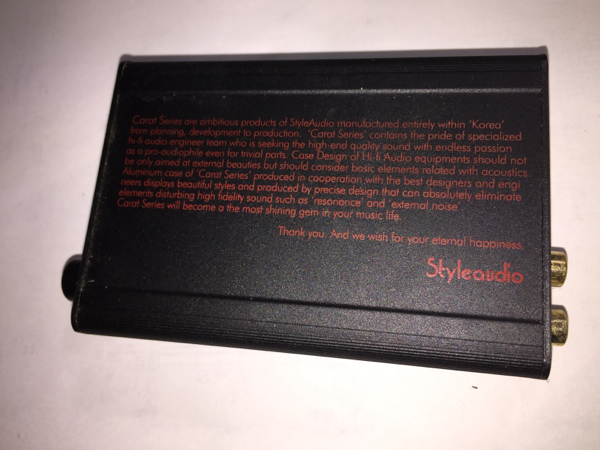 Carat Series are ambitious products of StyleAudio manufactured entirely within 'Korea'
from planning, development to production. 'Carat Series' contains the pride of specialized
hi-fi audio engineer team who is seeking the high-end quality sound with endless passion
as a pro-audiophile even for trivial parts. Case Design of Hi-fi Audio equipments should not
be only aimed at external beauties but should consider basic elements related with acoustics.
Aluminum case of 'Carat Series' produced in cooperation with the best designers and engi
neers displays beautiful styles and produced by precise design that can absolutely eliminate
elements disturbing high fidelity sound such as 'resonance' and 'external noise'.
Carat Series will become a the most shining gem in your music life.
Thank you. And we wish for your eternal happiness.
Styleaudio